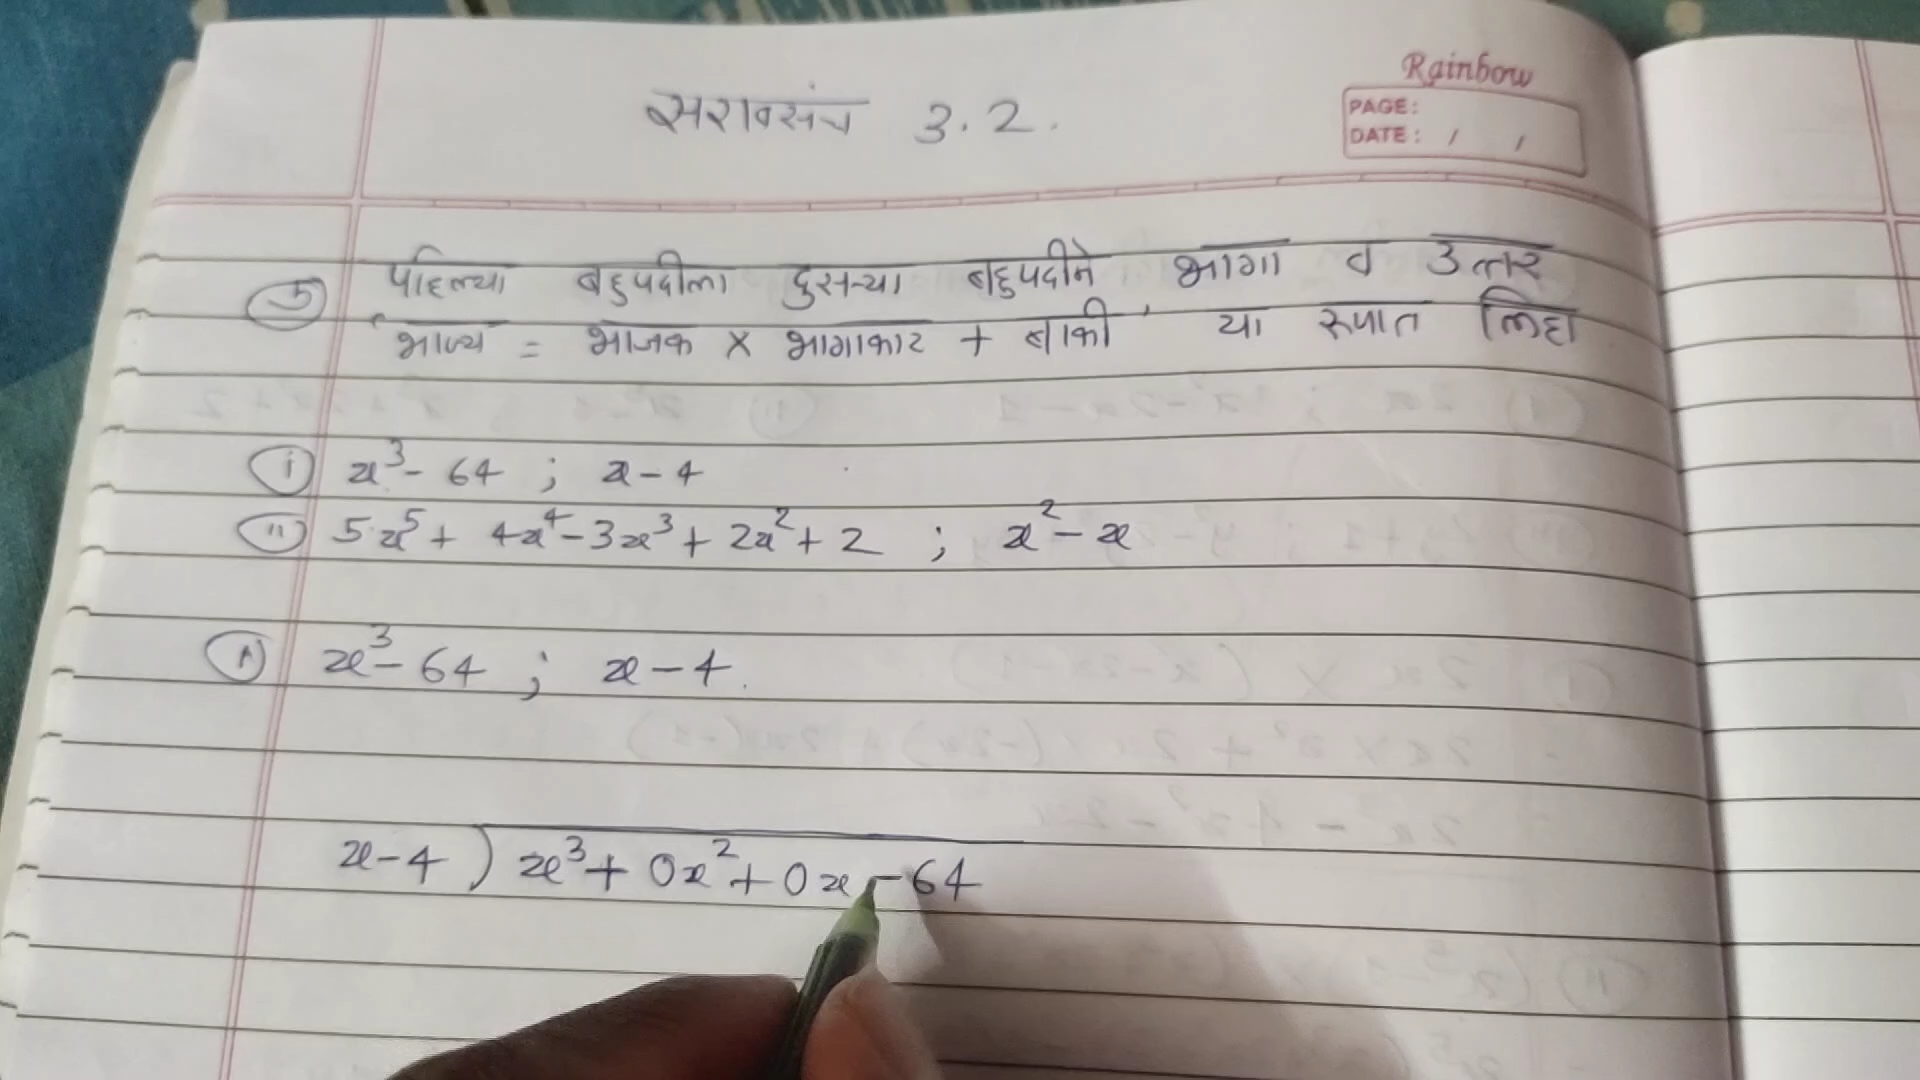 Rainbow
PAGE:
DATE: / /
सरावसंच 3.2.
5 पहिल्या बहुपदीला दुसऱ्या बहुपदीने भागा व उत्तर
'भाज्य = भाजक × भागाकार + बाकी' या रूपात लिहा
i x³ - 64 ; x - 4
ii 5x⁵ + 4x⁴ - 3x³ + 2x² + 2 ; x² - x
1 x³ - 64 ; x - 4.
x - 4 ) x³ + 0x² + 0x - 64